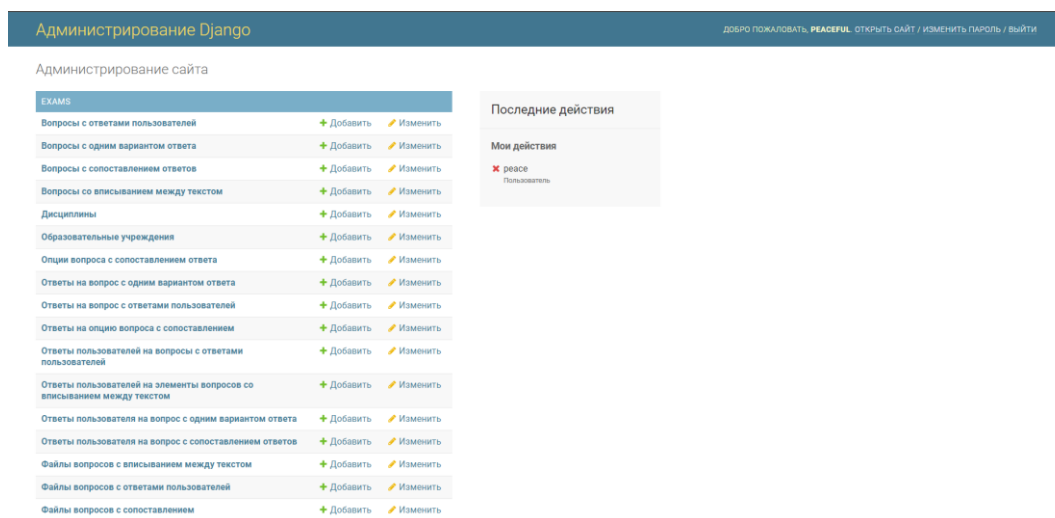 Администрирование Django
ДОБРО ПОЖАЛОВАТЬ, PEACEFUL. ОТКРЫТЬ САЙТ / ИЗМЕНИТЬ ПАРОЛЬ / ВЫЙТИ
Администрирование сайта
EXAMS
Вопросы с ответами пользователей Добавить Изменить
Вопросы с одним вариантом ответа Добавить Изменить
Вопросы с сопоставлением ответов Добавить Изменить
Вопросы со вписыванием между текстом Добавить Изменить
Дисциплины Добавить Изменить
Образовательные учреждения Добавить Изменить
Опции вопроса с сопоставлением ответа Добавить Изменить
Ответы на вопрос с одним вариантом ответа Добавить Изменить
Ответы на вопрос с ответами пользователей Добавить Изменить
Ответы на опцию вопроса с сопоставлением Добавить Изменить
Ответы пользователей на вопросы с ответами Добавить Изменить
пользователей
Ответы пользователей на элементы вопросов со Добавить Изменить
вписыванием между текстом
Ответы пользователя на вопрос с одним вариантом ответа Добавить Изменить
Ответы пользователя на вопрос с сопоставлением ответов Добавить Изменить
Файлы вопросов с вписыванием между текстом Добавить Изменить
Файлы вопросов с ответами пользователей Добавить Изменить
Файлы вопросов с сопоставлением Добавить Изменить
Последние действия
Мои действия
peace
Пользователь